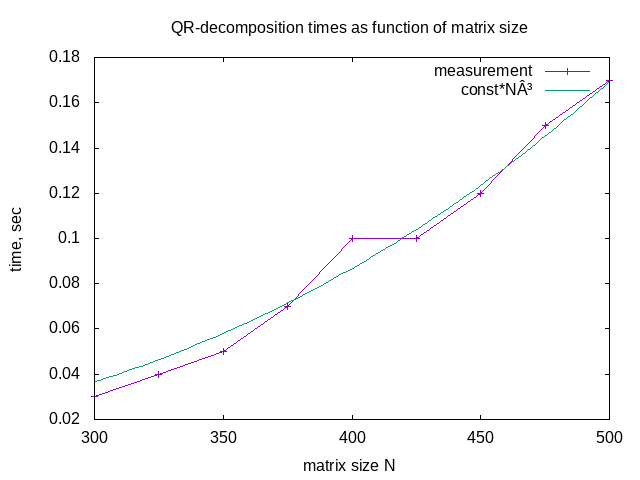 QR-decomposition times as function of matrix size
0.18
0.16
0.14
0.12
0.1
0.08
0.06
0.04
0.02
time, sec
measurement
const*NÂ³
300
350
400
450
500
matrix size N